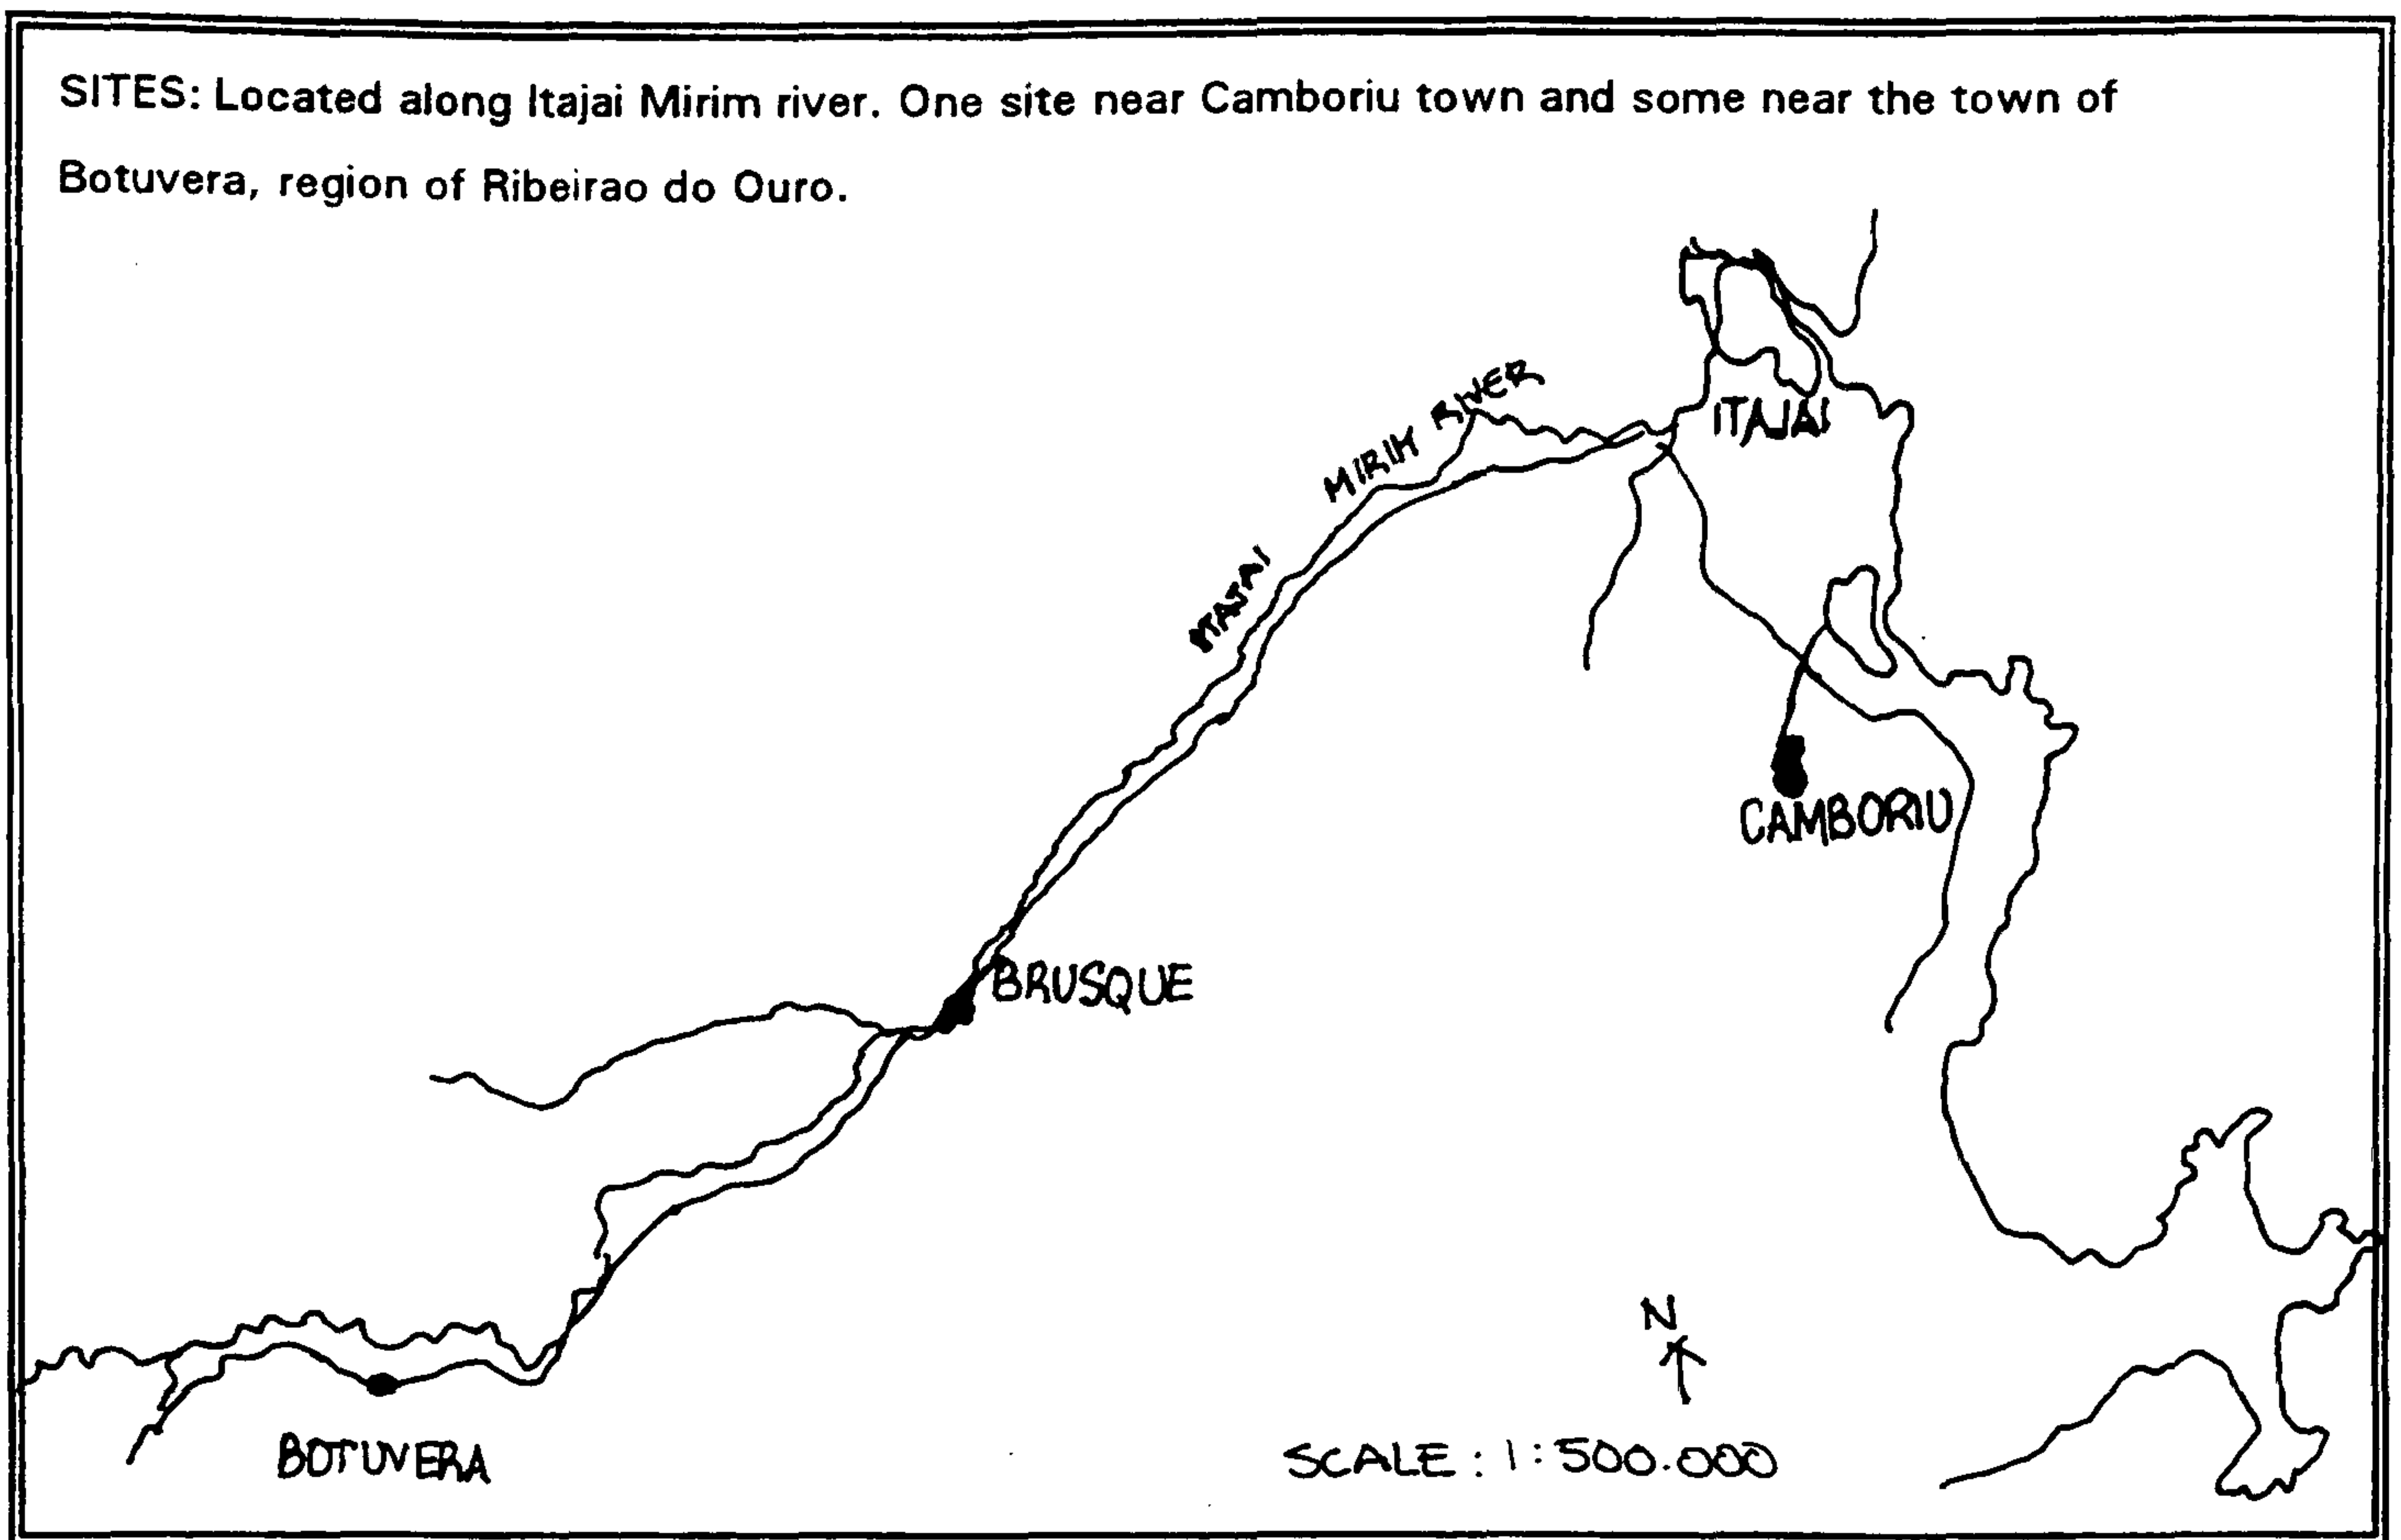 SITES: Located along Itajai Mirim river. One site near Camboriu town and some near the town of
Botuvera, region of Ribeirao do Ouro.
ITAJAI
ITAJAI MIRIM RIVER
CAMBORIU
BRUSQUE
N
BOTUVERA
SCALE: 1:500.000